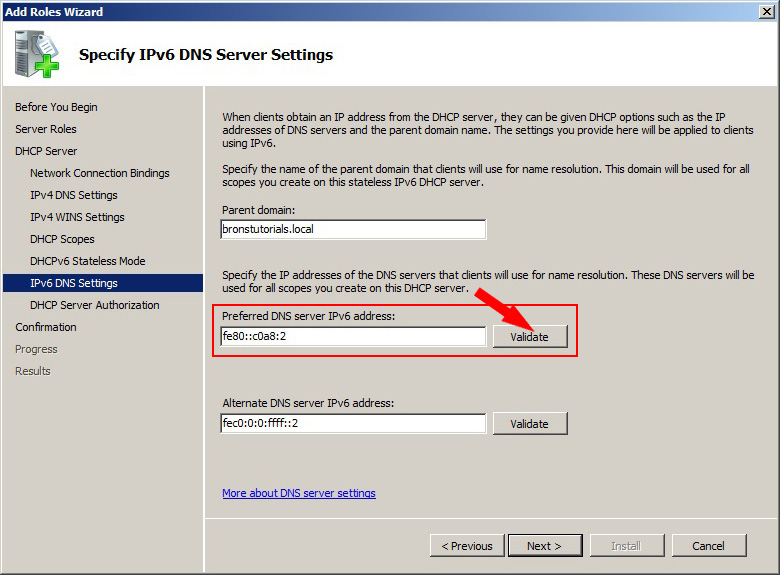 Add Roles Wizard
Specify IPv6 DNS Server Settings
Before You Begin
Server Roles
DHCP Server
Network Connection Bindings
IPv4 DNS Settings
IPv4 WINS Settings
DHCP Scopes
DHCPv6 Stateless Mode
IPv6 DNS Settings
DHCP Server Authorization
Confirmation
Progress
Results
When clients obtain an IP address from the DHCP server, they can be given DHCP options such as the IP
addresses of DNS servers and the parent domain name. The settings you provide here will be applied to clients
using IPv6.
Specify the name of the parent domain that clients will use for name resolution. This domain will be used for all
scopes you create on this stateless IPv6 DHCP server.
Parent domain:
bronstutorials.local
Specify the IP addresses of the DNS servers that clients will use for name resolution. These DNS servers will be
used for all scopes you create on this DHCP server.
Preferred DNS server IPv6 address:
fe80::c0a8:2
Validate
Alternate DNS server IPv6 address:
fec0:0:0:ffff::2
Validate
More about DNS server settings
< Previous
Next >
Install
Cancel